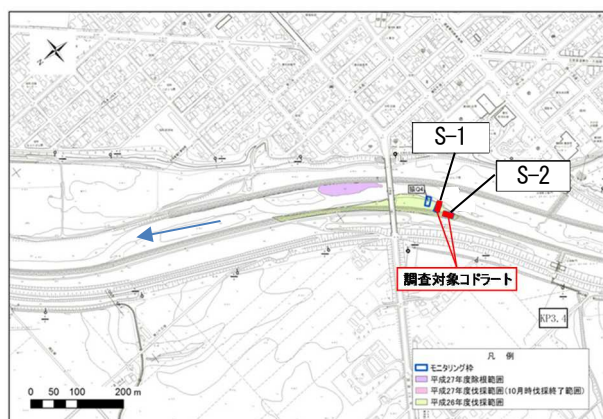 N
S-1
S-2
調査対象コドラート
KP3.4
凡 例
モニタリング枠
平成27年度除根範囲
平成27年度伐採範囲(10月時伐採終了範囲)
平成26年度伐採範囲
0 50 100 200 m